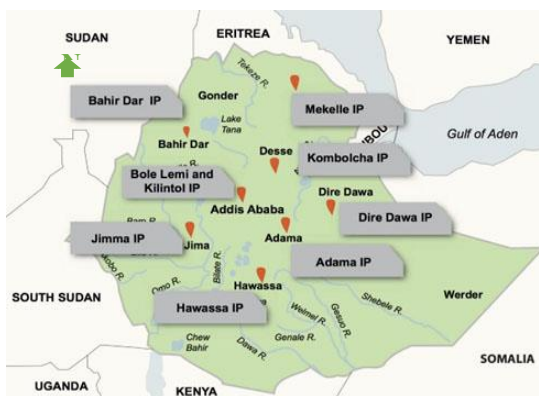 SUDAN
ERITREA
YEMEN
T
Tekeze R.
Bahir Dar IP
Gonder
Mekelle IP
Lake
Tana
Gulf of Aden
Bahir Dar
Desse
Kombolcha IP
Bole Lemi and
Kilintol IP
Dire Dawa
Addis Ababa
Dire Dawa IP
Jimma IP
Jima
Adama
Adama IP
Bilate R.
Omo R.
Hawassa
SOUTH SUDAN
Hawassa IP
Weimel R.
Gesuo R.
Shebele R.
Werder
Chew
Bahir
Dawa R.
Genale R.
SOMALIA
UGANDA
KENYA